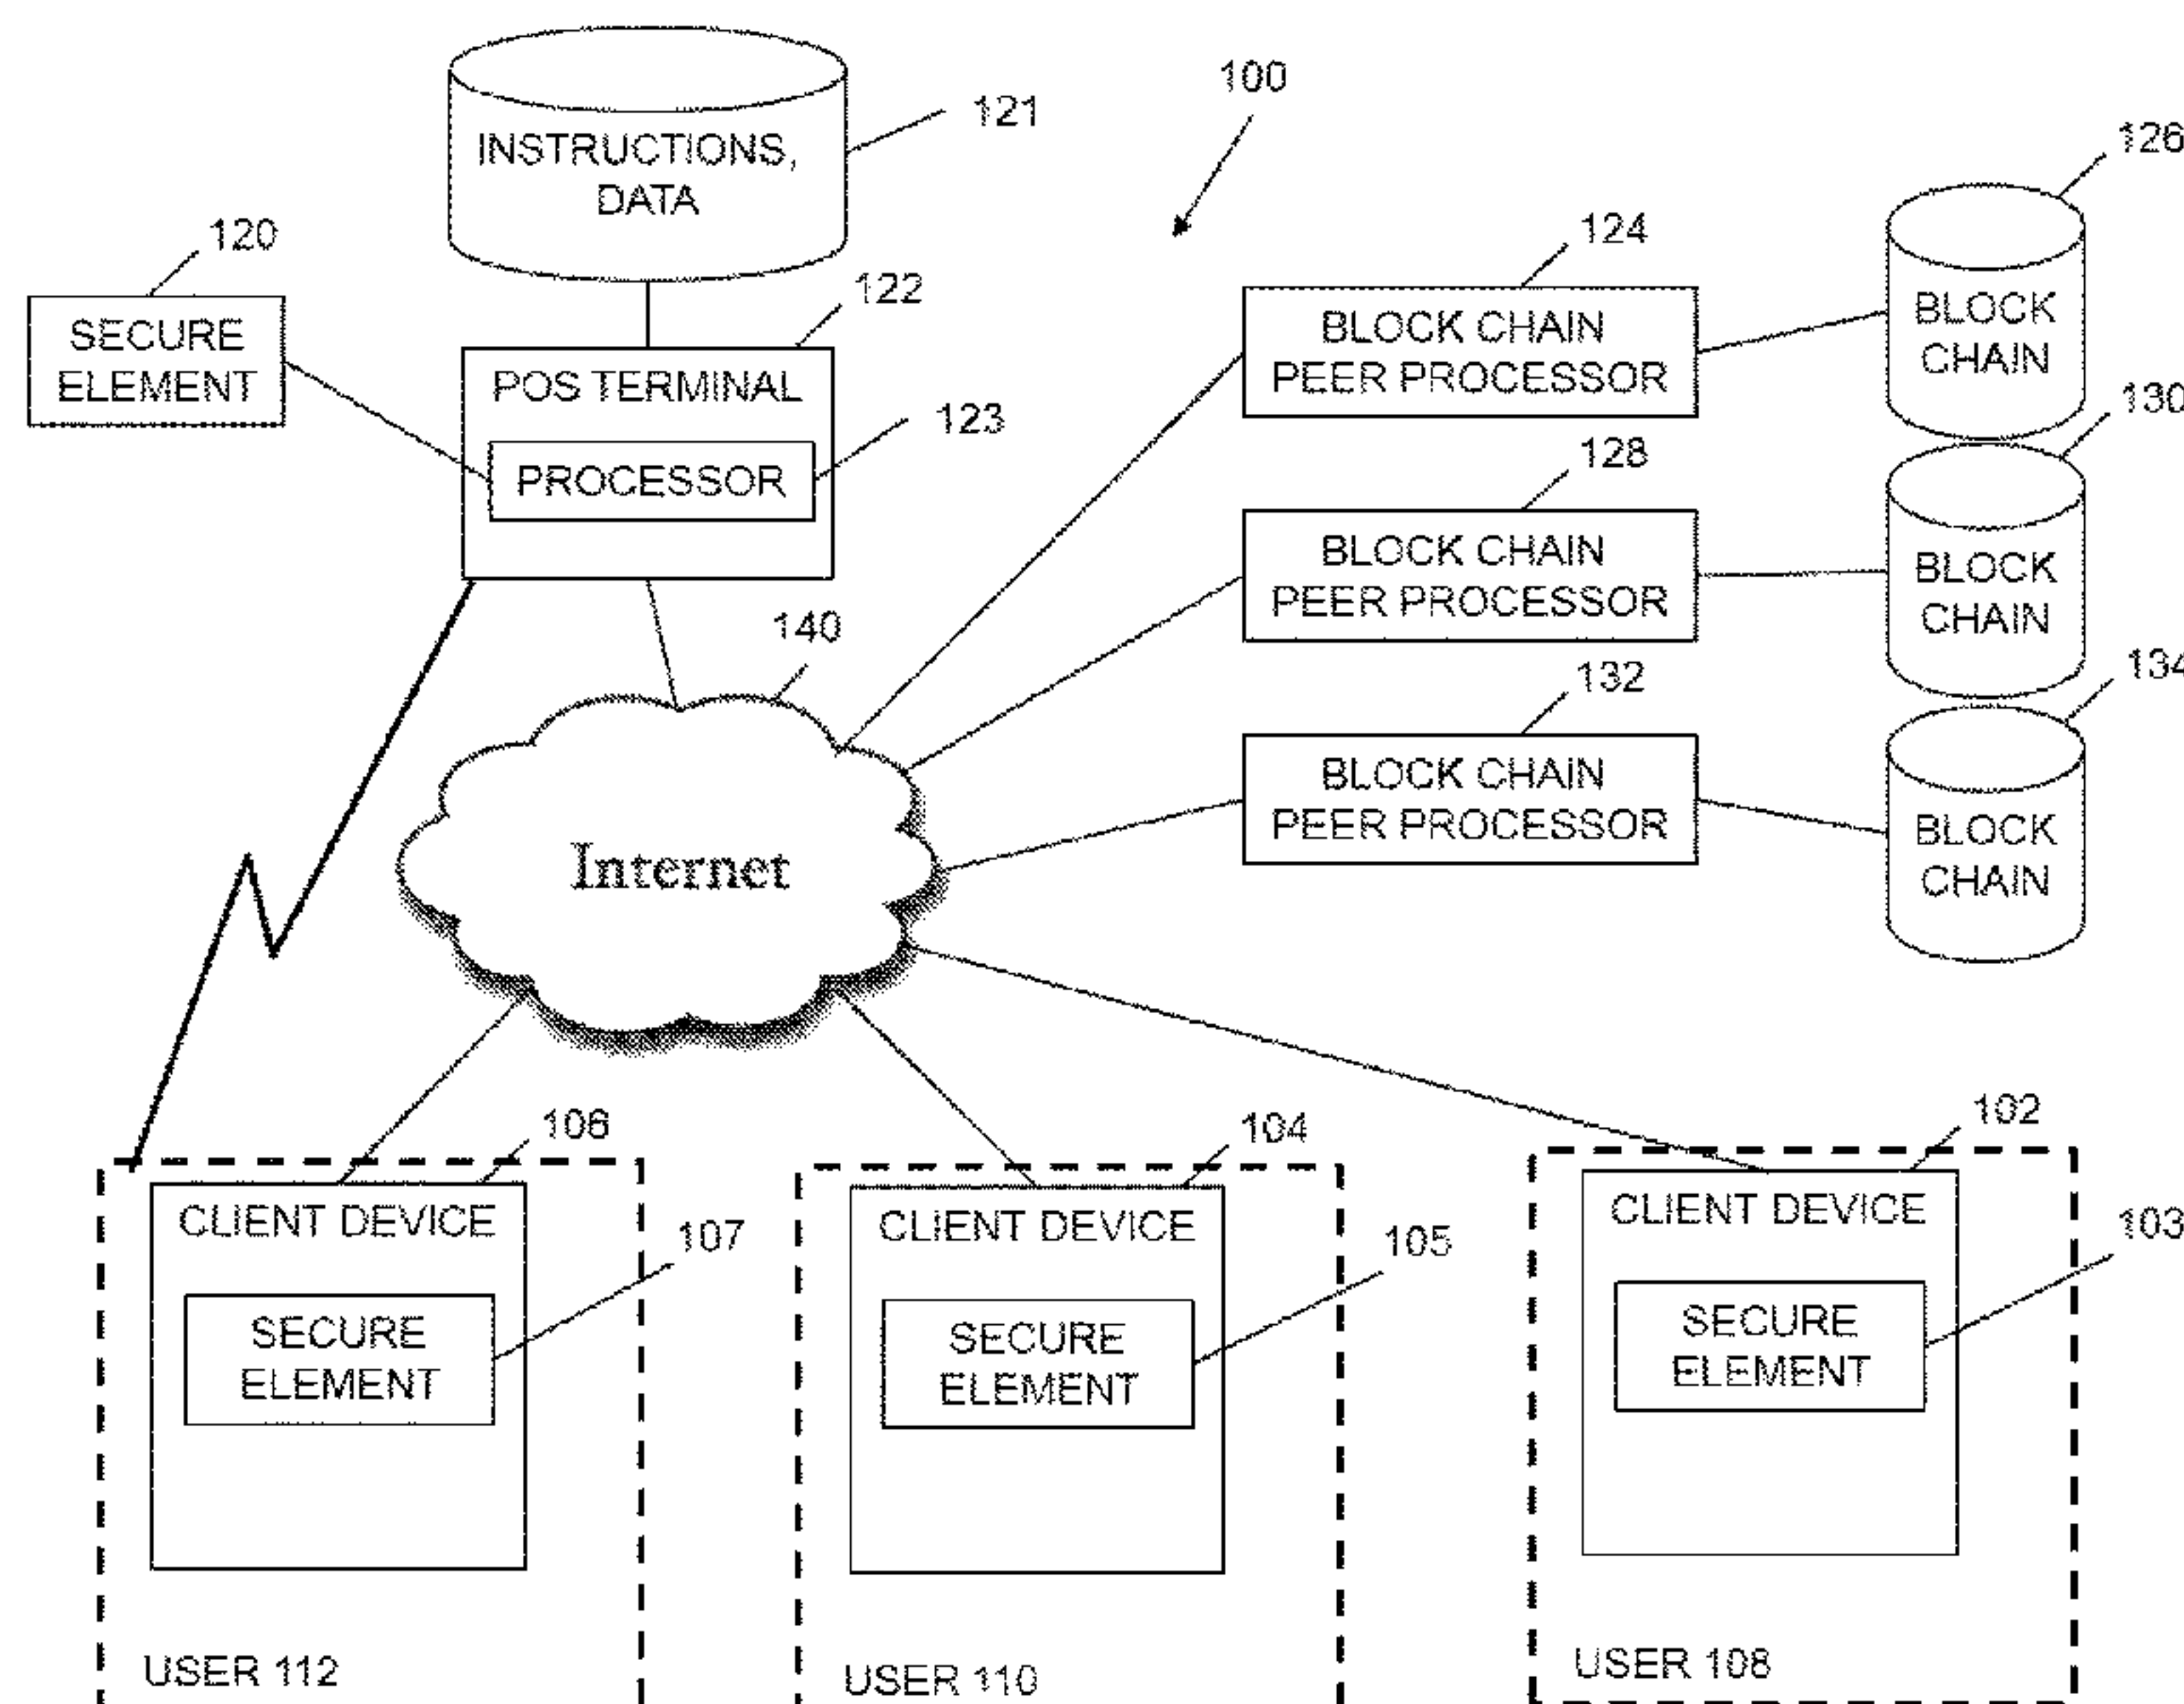 100
121
INSTRUCTIONS,
DATA
126
120
124
SECURE
ELEMENT
122
BLOCK CHAIN
PEER PROCESSOR
BLOCK
CHAIN
POS TERMINAL
123
PROCESSOR
130
128
BLOCK CHAIN
PEER PROCESSOR
BLOCK
CHAIN
140
132
134
BLOCK CHAIN
PEER PROCESSOR
BLOCK
CHAIN
Internet
106
104
102
CLIENT DEVICE
107
SECURE
ELEMENT
USER 112
CLIENT DEVICE
105
SECURE
ELEMENT
USER 110
CLIENT DEVICE
103
SECURE
ELEMENT
USER 108